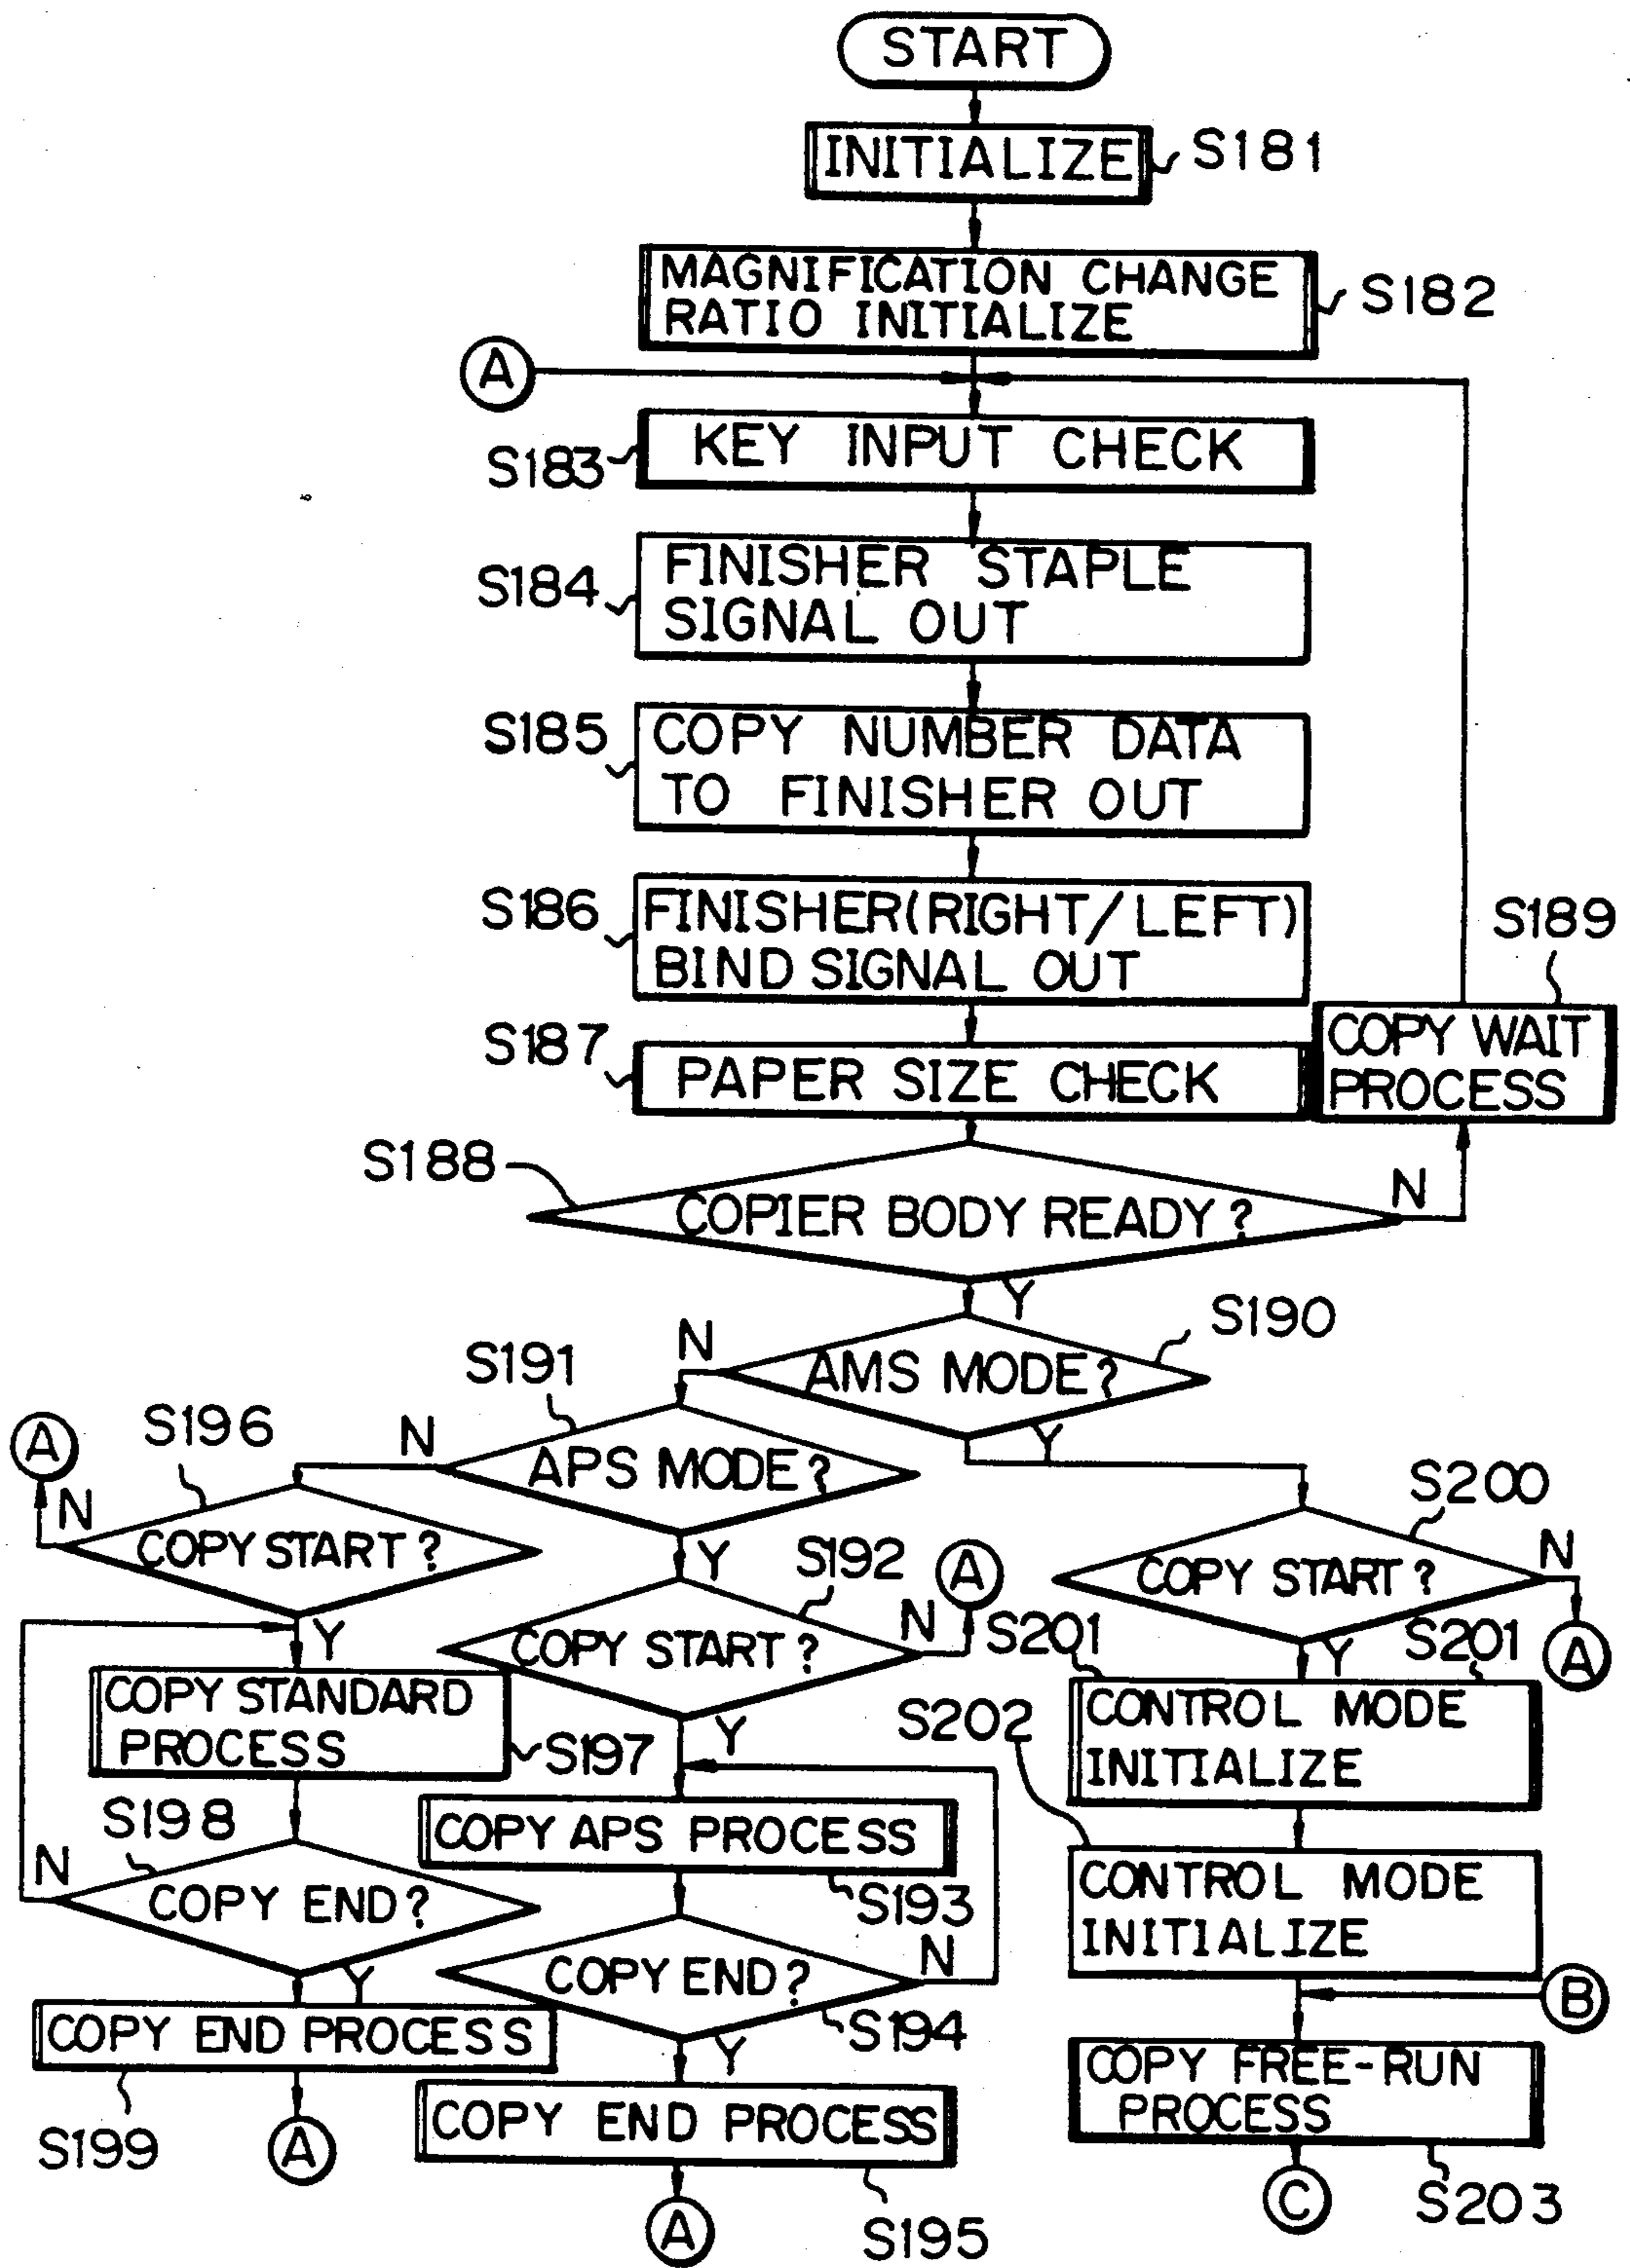 START
INITIALIZE
S181
MAGNIFICATION CHANGE
RATIO INITIALIZE
S182
A
KEY INPUT CHECK
S183
FINISHER STAPLE
SIGNAL OUT
S184
COPY NUMBER DATA
TO FINISHER OUT
S185
FINISHER(RIGHT/LEFT)
BIND SIGNAL OUT
S186
S189
COPY WAIT
PROCESS
S187
PAPER SIZE CHECK
S188
COPIER BODY READY?
N
Y
S190
AMS MODE?
N
Y
S191
APS MODE?
N
Y
S196
A
N
COPY START?
Y
S192
COPY START?
N
A
Y
S200
COPY START?
N
A
Y
COPY STANDARD
PROCESS
S197
S201
S201
CONTROL MODE
INITIALIZE
S202
COPY APS PROCESS
S193
S198
N
COPY END?
Y
CONTROL MODE
INITIALIZE
COPY END?
N
S194
Y
B
COPY END PROCESS
S199
A
COPY END PROCESS
S195
A
COPY FREE-RUN
PROCESS
S203
C